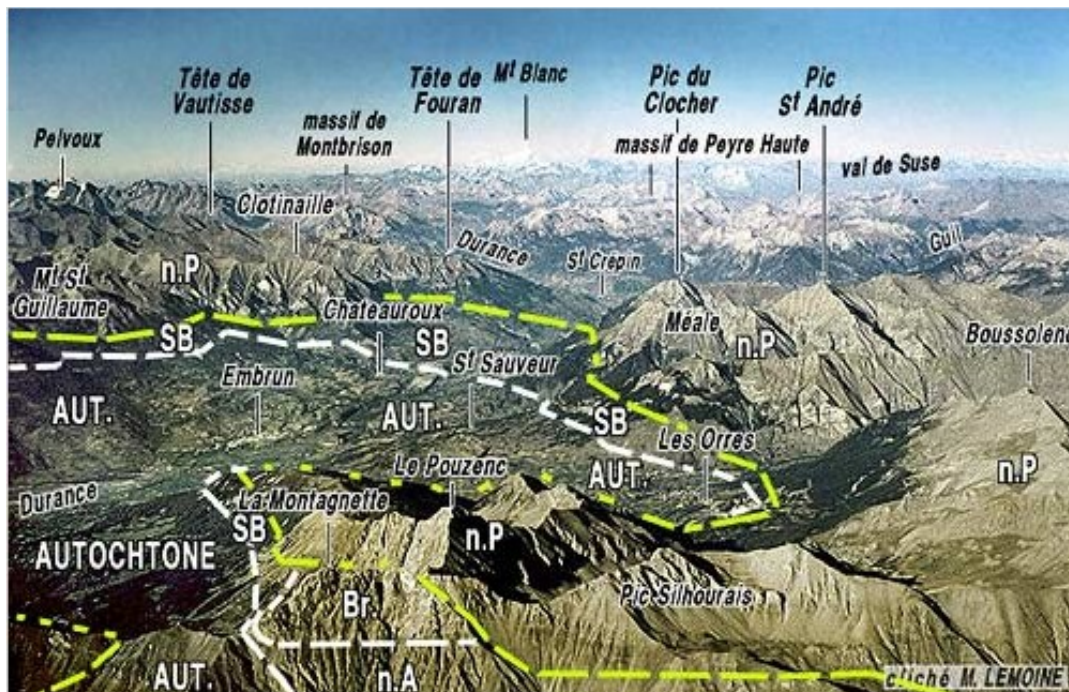 Tête de
Vautisse
Tête de
Fouran
Mt Blanc
Pic du
Clocher
Pic
St André
Pelvoux
massif de
Montbrison
massif de Peyre Haute
val de Suse
Clotinaille
Durance
St Crepin
Guil
n.P
Mt St
Guillaume
Chateauroux
Méale
n.P
Boussolenc
SB
SB
St Sauveur
Embrun
AUT.
AUT.
SB
Les Orres
AUT.
Le Pouzenc
n.P
Durance
La Montagnette
SB
n.P
AUTOCHTONE
Br.
Pic Silhourais
AUT.
n.A
cliché M. LEMOINE